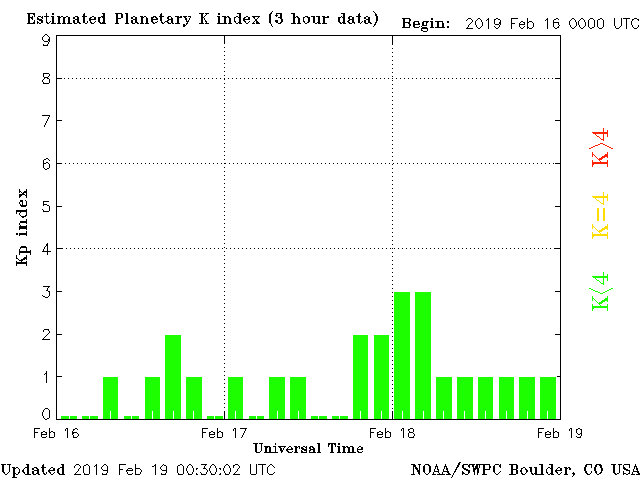 Estimated Planetary K index (3 hour data) Begin: 2019 Feb 16 0000 UTC
9
8
7
6
5
4
3
2
1
0
Kp index
K>4
K=4
K<4
Feb 16 Feb 17 Feb 18 Feb 19
Universal Time
Updated 2019 Feb 19 00:30:02 UTC NOAA/SWPC Boulder, CO USA